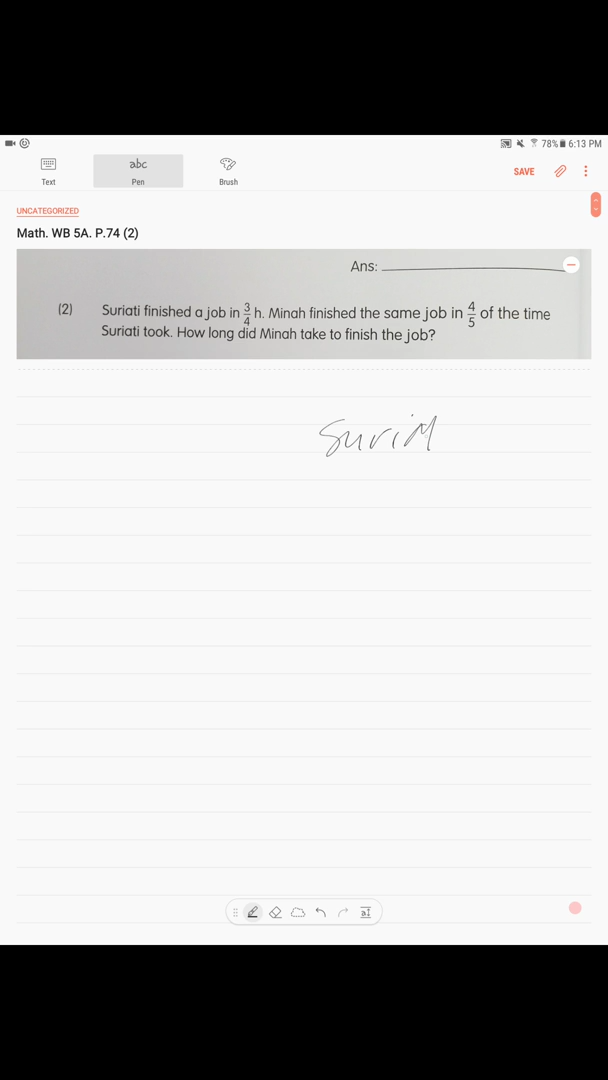 78% 6:13 PM
abc
Text Pen Brush SAVE
UNCATEGORIZED
Math. WB 5A. P.74 (2)
Ans:
(2) Suriati finished a job in 3/4 h. Minah finished the same job in 4/5 of the time
Suriati took. How long did Minah take to finish the job?